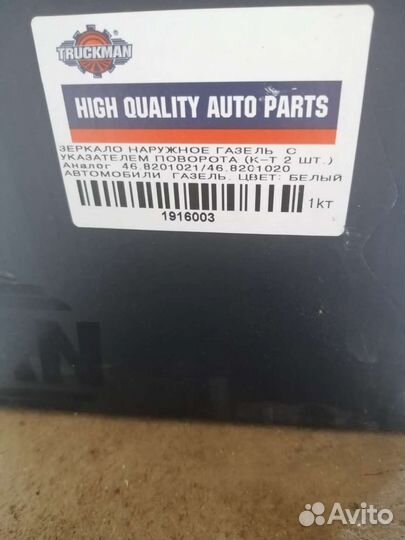 TRUCKMAN
HIGH QUALITY AUTO PARTS
ЗЕРКАЛО НАРУЖНОЕ ГАЗЕЛЬ С
УКАЗАТЕЛЕМ ПОВОРОТА (К-Т 2 ШТ.)
Аналог 46.8201021/46.8201020
АВТОМОБИЛИ ГАЗЕЛЬ. ЦВЕТ: БЕЛЫЙ
1кт
1916003
AN
Avito